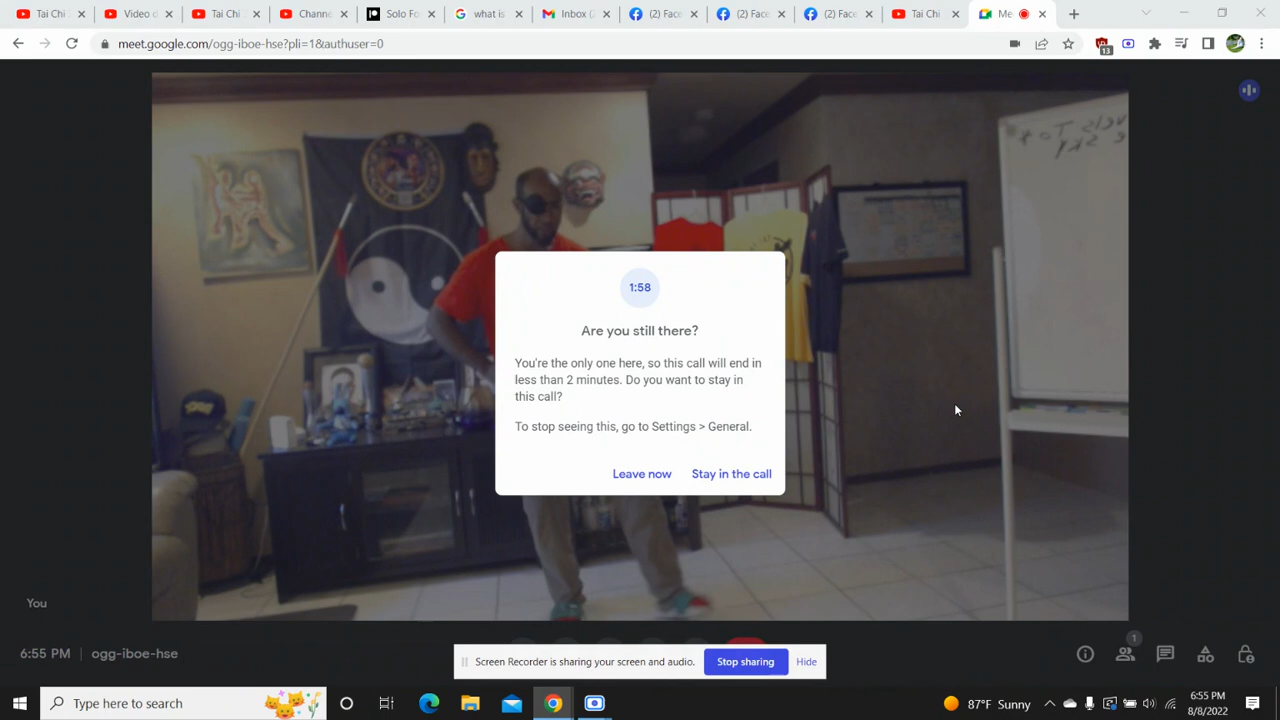 Tai Chi
Video d
Tai Chi
Channe
Solo Fo
what is
Inbox (2
(2) Face
(2) Face
(2) Face
Tai Chi
Me
meet.google.com/ogg-iboe-hse?pli=1&authuser=0
13
1:58
Are you still there?
You're the only one here, so this call will end in
less than 2 minutes. Do you want to stay in
this call?
To stop seeing this, go to Settings > General.
Leave now
Stay in the call
You
6:55 PM | ogg-iboe-hse
1
Screen Recorder is sharing your screen and audio.
Stop sharing
Hide
Type here to search
87°F Sunny
6:55 PM
8/8/2022